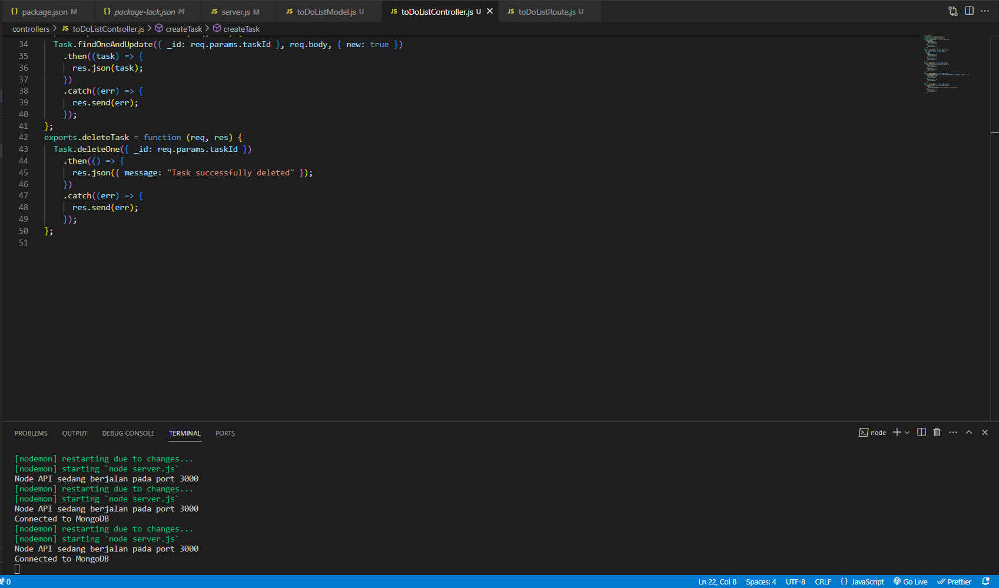 {} package.json M {} package-lock.json M JS server.js M JS toDoListModel.js U JS toDoListController.js U JS toDoListRoute.js U
controllers > JS toDoListController.js > createTask > createTask
34 Task.findOneAndUpdate({ _id: req.params.taskId }, req.body, { new: true })
35 .then((task) => {
36 res.json(task);
37 })
38 .catch((err) => {
39 res.send(err);
40 });
41 };
42 exports.deleteTask = function (req, res) {
43 Task.deleteOne({ _id: req.params.taskId })
44 .then(() => {
45 res.json({ message: "Task successfully deleted" });
46 })
47 .catch((err) => {
48 res.send(err);
49 });
50 };
51
PROBLEMS OUTPUT DEBUG CONSOLE TERMINAL PORTS node
[nodemon] restarting due to changes...
[nodemon] starting `node server.js`
Node API sedang berjalan pada port 3000
[nodemon] restarting due to changes...
[nodemon] starting `node server.js`
Node API sedang berjalan pada port 3000
Connected to MongoDB
[nodemon] restarting due to changes...
[nodemon] starting `node server.js`
Node API sedang berjalan pada port 3000
Connected to MongoDB
0 Ln 22, Col 8 Spaces: 4 UTF-8 CRLF {} JavaScript Go Live Prettier